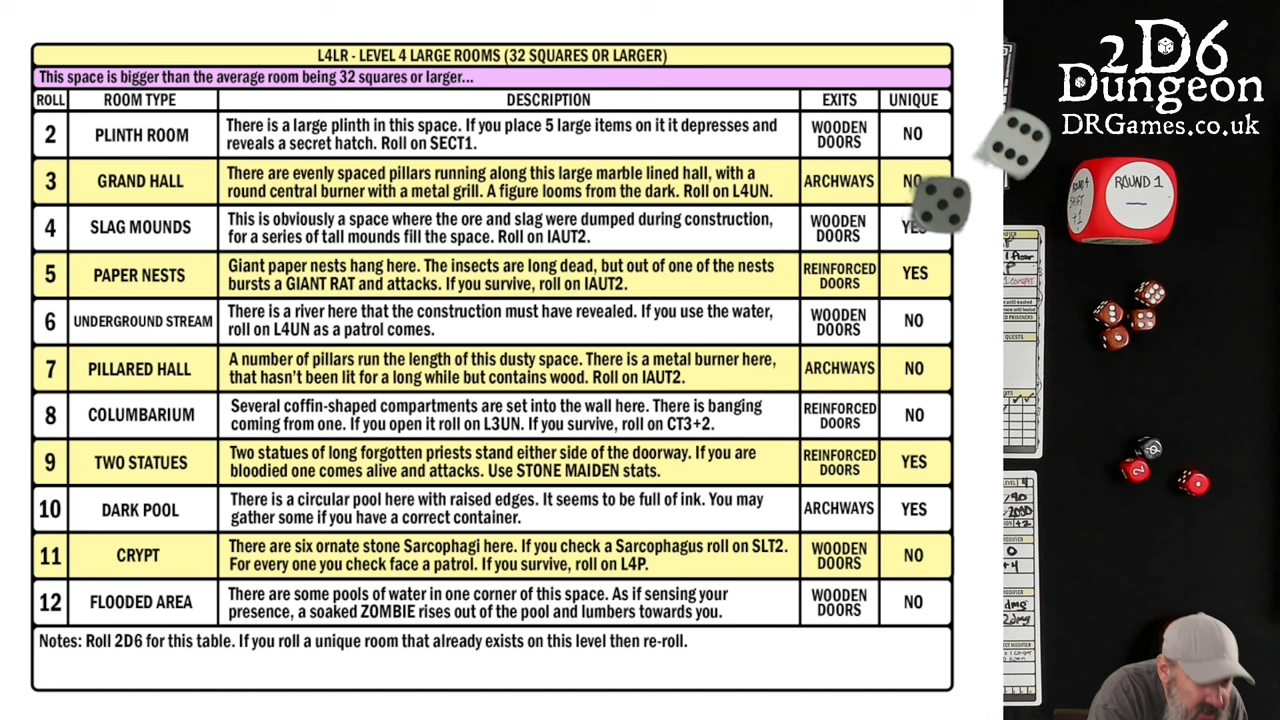 L4LR - LEVEL 4 LARGE ROOMS (32 SQUARES OR LARGER)
This space is bigger than the average room being 32 squares or larger...
ROLL ROOM TYPE DESCRIPTION EXITS UNIQUE
2 PLINTH ROOM There is a large plinth in this space. If you place 5 large items on it it depresses and
reveals a secret hatch. Roll on SECT1. WOODEN DOORS NO
3 GRAND HALL There are evenly spaced pillars running along this large marble lined hall, with a
round central burner with a metal grill. A figure looms from the dark. Roll on L4UN. ARCHWAYS NO
4 SLAG MOUNDS This is obviously a space where the ore and slag were dumped during construction,
for a series of tall mounds fill the space. Roll on IAUT2. WOODEN DOORS YES
5 PAPER NESTS Giant paper nests hang here. The insects are long dead, but out of one of the nests
bursts a GIANT RAT and attacks. If you survive, roll on IAUT2. REINFORCED DOORS YES
6 UNDERGROUND STREAM There is a river here that the construction must have revealed. If you use the water,
roll on L4UN as a patrol comes. WOODEN DOORS NO
7 PILLARED HALL A number of pillars run the length of this dusty space. There is a metal burner here,
that hasn't been lit for a long while but contains wood. Roll on IAUT2. ARCHWAYS NO
8 COLUMBARIUM Several coffin-shaped compartments are set into the wall here. There is banging
coming from one. If you open it roll on L3UN. If you survive, roll on CT3+2. REINFORCED DOORS NO
9 TWO STATUES Two statues of long forgotten priests stand either side of the doorway. If you are
bloodied one comes alive and attacks. Use STONE MAIDEN stats. REINFORCED DOORS YES
10 DARK POOL There is a circular pool here with raised edges. It seems to be full of ink. You may
gather some if you have a correct container. ARCHWAYS YES
11 CRYPT There are six ornate stone Sarcophagi here. If you check a Sarcophagus roll on SLT2.
For every one you check face a patrol. If you survive, roll on L4P. WOODEN DOORS NO
12 FLOODED AREA There are some pools of water in one corner of this space. As if sensing your
presence, a soaked ZOMBIE rises out of the pool and lumbers towards you. WOODEN DOORS NO
Notes: Roll 2D6 for this table. If you roll a unique room that already exists on this level then re-roll.
2D6
Dungeon
DRGames.co.uk
ROUND 1
SHIFT
+1
QUESTS